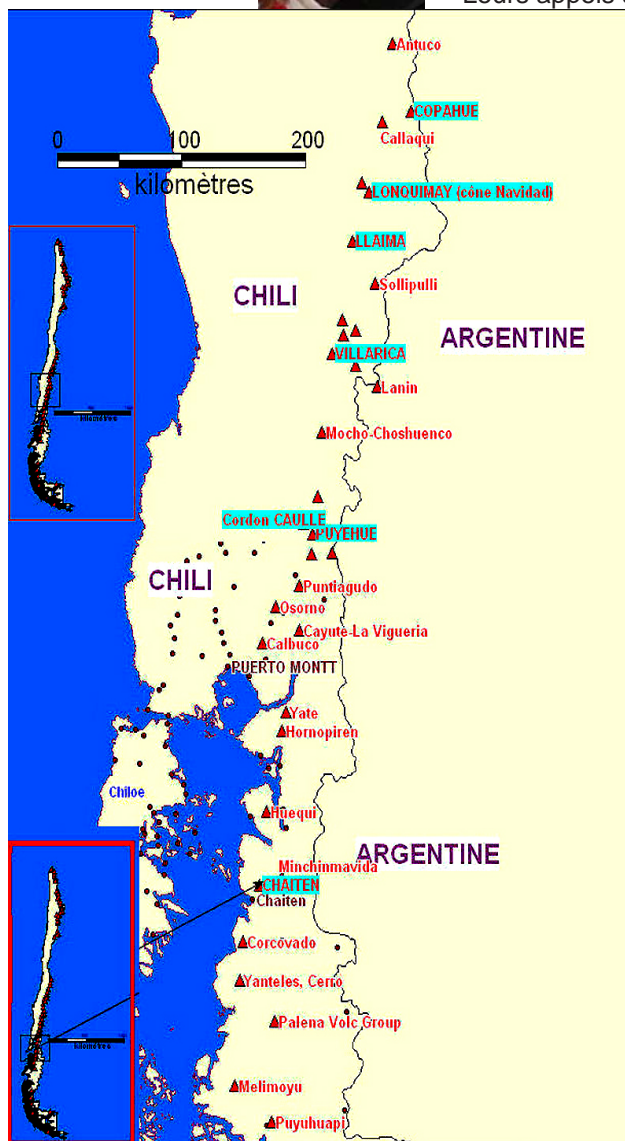 Leurs appels
Antuco
COPAHUE
0 100 200
Callaqui
kilomètres
LONQUIMAY (cône Navidad)
LLAIMA
Sollipulli
CHILI
ARGENTINE
VILLARICA
Lanin
Mocho-Choshuenco
Cordon CAULLE
PUYEHUE
CHILI
Puntiagudo
Osorno
Cayute-La Vigueria
Calbuco
PUERTO MONTT
Yate
Hornopiren
Chiloe
Huequi
ARGENTINE
Minchinmavida
CHAITEN
Chaiten
Corcovado
Yanteles, Cerro
Palena Volc Group
Melimoyu
Puyuhuapi